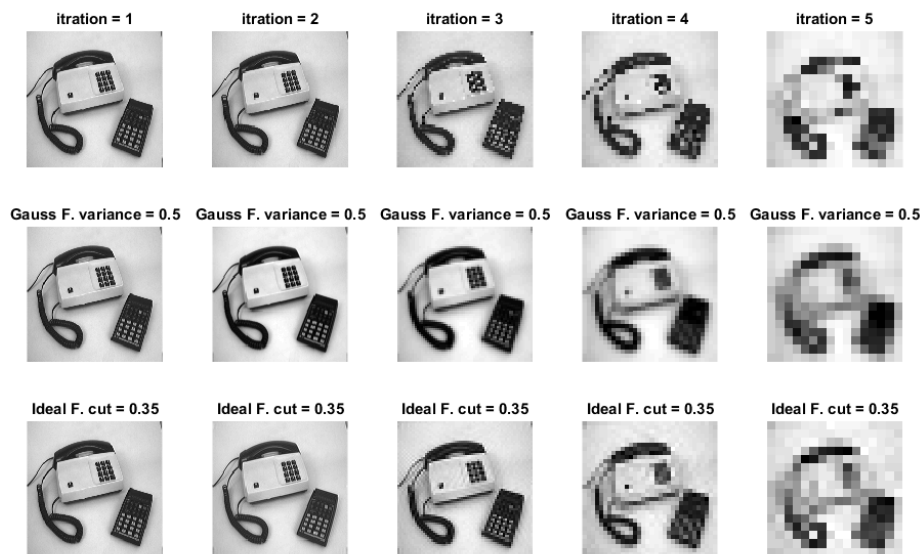 itration = 1
itration = 2
itration = 3
itration = 4
itration = 5
Gauss F. variance = 0.5
Gauss F. variance = 0.5
Gauss F. variance = 0.5
Gauss F. variance = 0.5
Gauss F. variance = 0.5
Ideal F. cut = 0.35
Ideal F. cut = 0.35
Ideal F. cut = 0.35
Ideal F. cut = 0.35
Ideal F. cut = 0.35